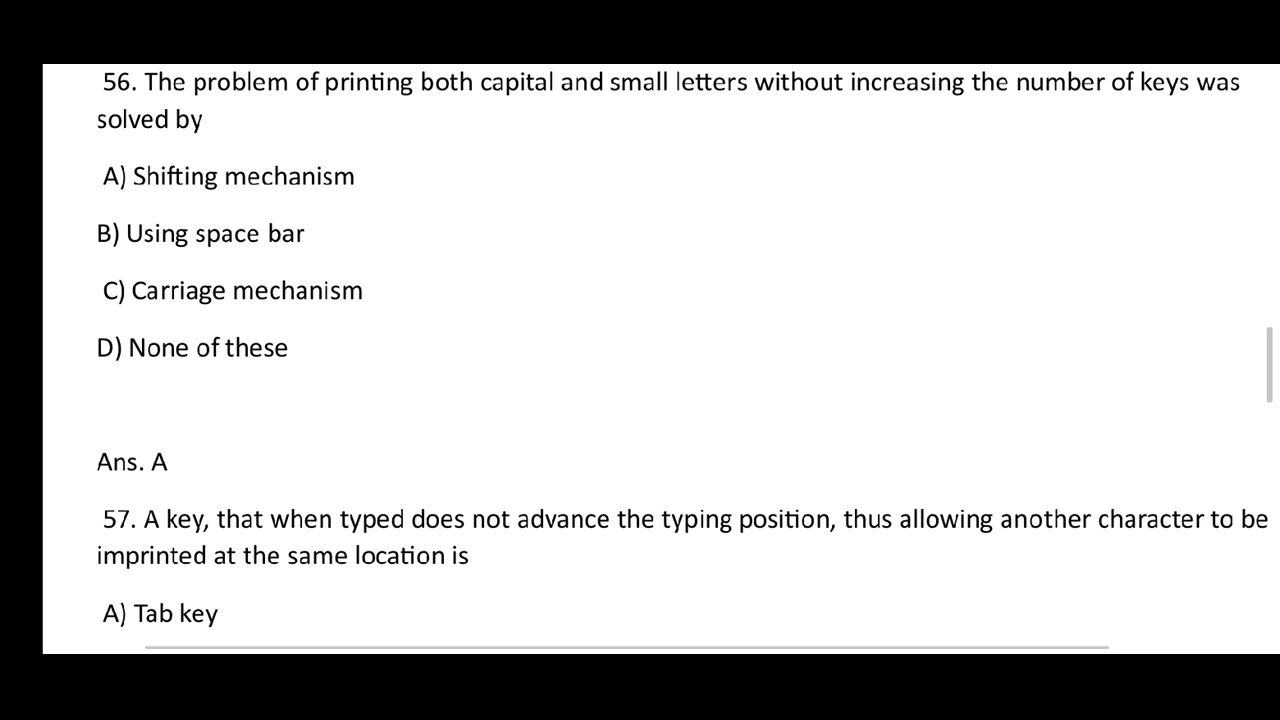 56. The problem of printing both capital and small letters without increasing the number of keys was
solved by
A) Shifting mechanism
B) Using space bar
C) Carriage mechanism
D) None of these
Ans. A
57. A key, that when typed does not advance the typing position, thus allowing another character to be
imprinted at the same location is
A) Tab key